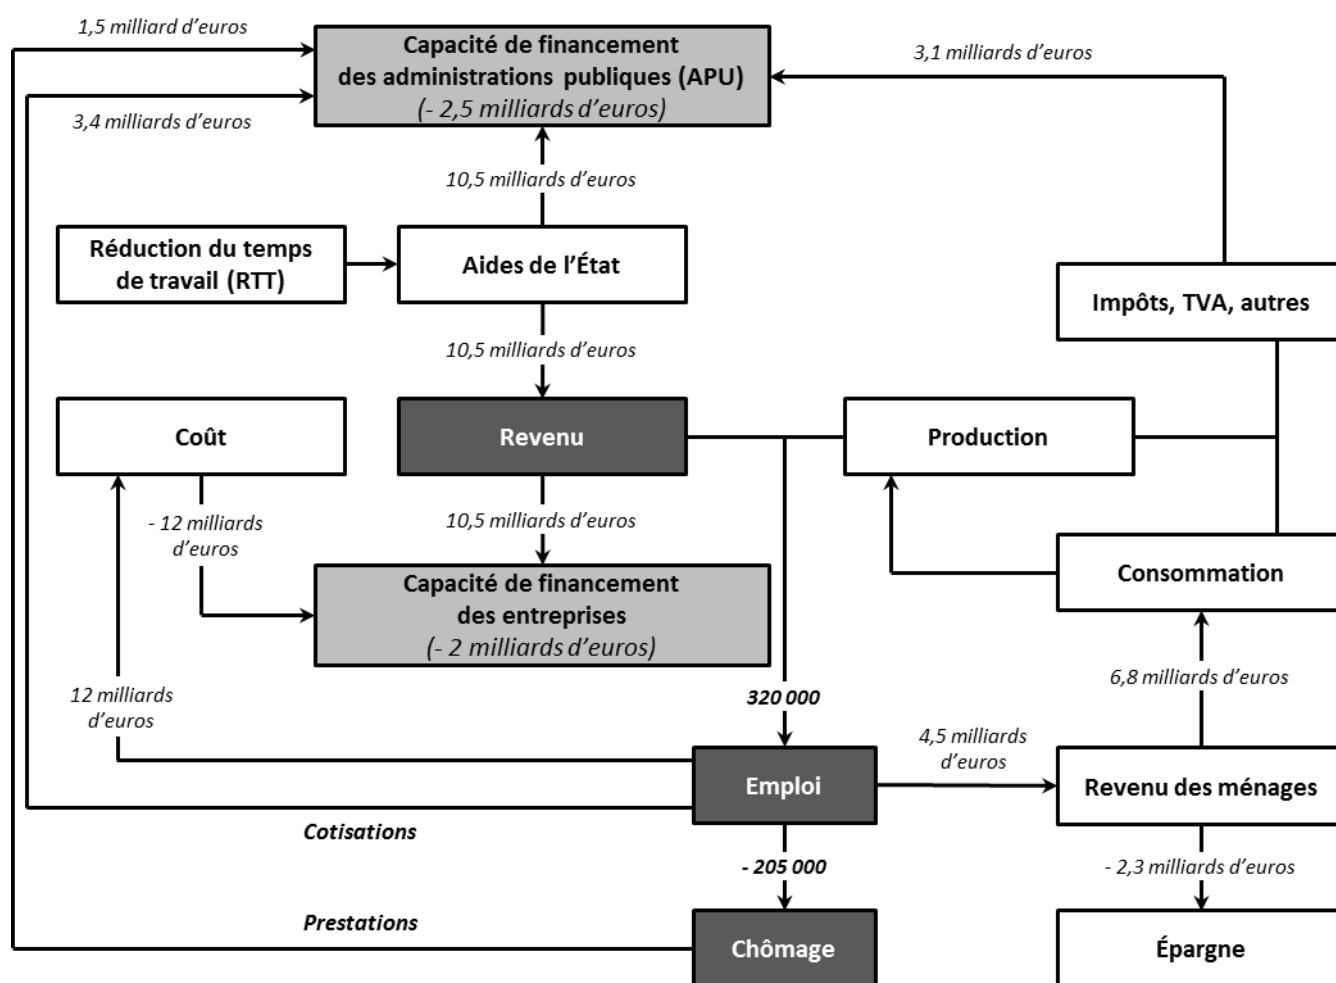 1,5 milliard d'euros
Capacité de financement
des administrations publiques (APU)
(- 2,5 milliards d'euros)
3,1 milliards d'euros
3,4 milliards d'euros
10,5 milliards d'euros
Réduction du temps
de travail (RTT)
Aides de l'État
Impôts, TVA, autres
10,5 milliards d'euros
Coût
Revenu
Production
- 12 milliards
d'euros
10,5 milliards d'euros
Capacité de financement
des entreprises
(- 2 milliards d'euros)
Consommation
12 milliards
d'euros
320 000
6,8 milliards d'euros
4,5 milliards
d'euros
Emploi
Revenu des ménages
Cotisations
- 205 000
- 2,3 milliards d'euros
Prestations
Chômage
Épargne